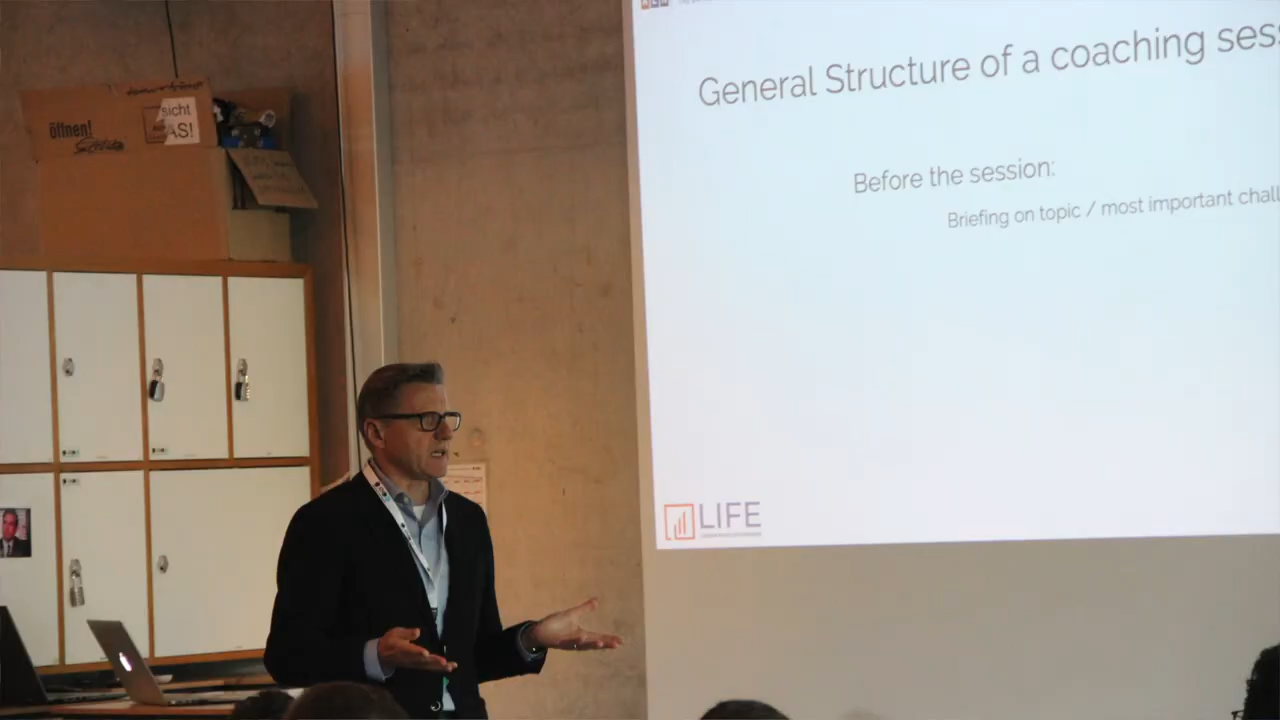 General Structure of a coaching ses
Before the session:
Briefing on topic / most important chall
LIFE
öffnen!
sicht
AS!